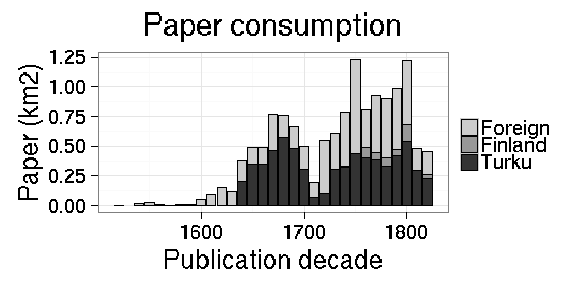 Paper consumption
Paper (km2)
1.25
1.00
0.75
0.50
0.25
0.00
1600 1700 1800
Publication decade
Foreign
Finland
Turku